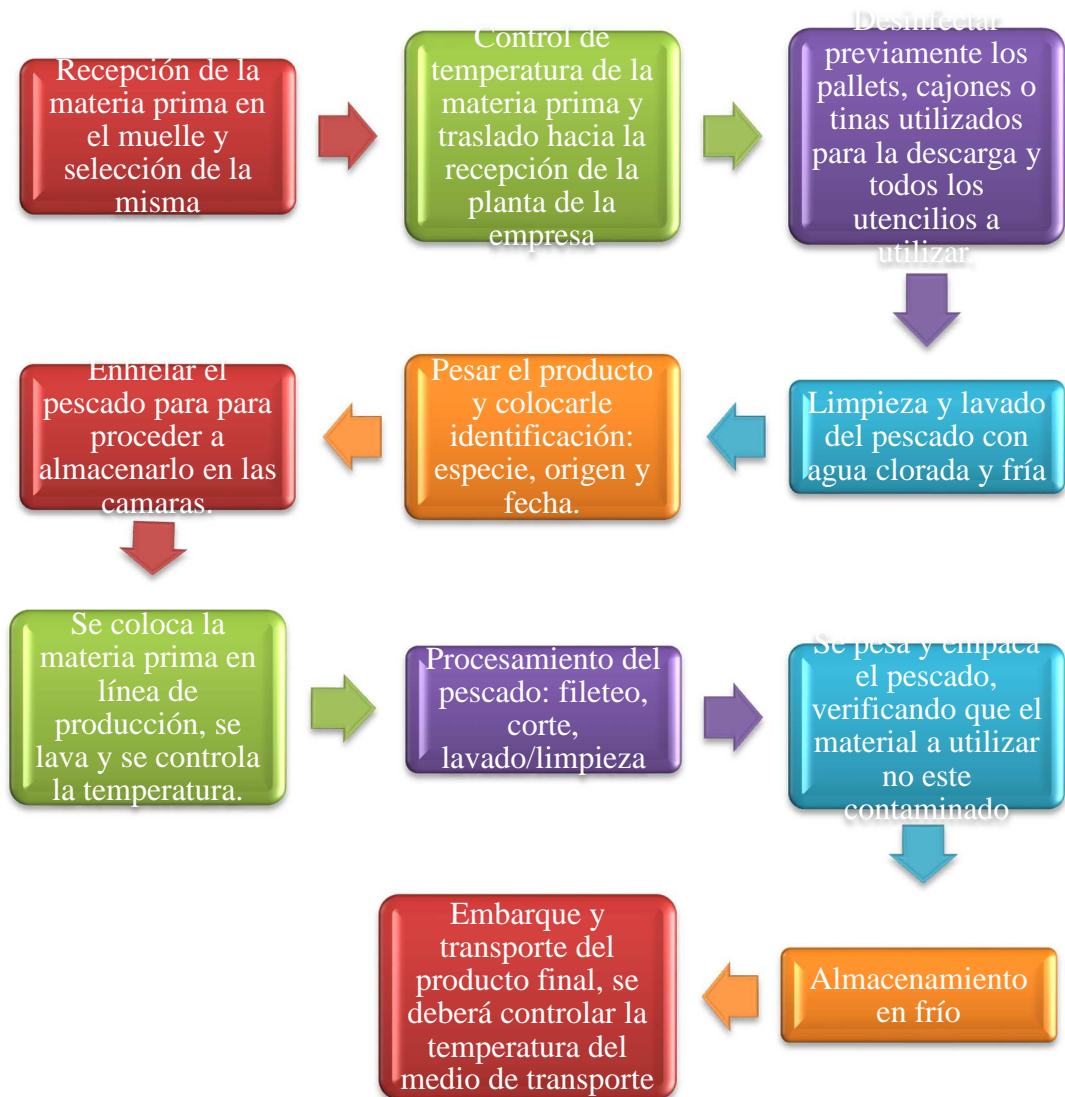 Recepción de la
materia prima en
el muelle y
selección de la
misma
Control de
temperatura de la
materia prima y
traslado hacia la
recepción de la
planta de la
empresa
Desinfectar
previamente los
pallets, cajones o
tinas utilizados
para la descarga y
todos los
utencilios a
utilizar.
Limpieza y lavado
del pescado con
agua clorada y fría
Pesar el producto
y colocarle
identificación:
especie, origen y
fecha.
Enhielar el
pescado para para
proceder a
almacenarlo en las
camaras.
Se coloca la
materia prima en
línea de
producción, se
lava y se controla
la temperatura.
Procesamiento del
pescado: fileteo,
corte,
lavado/limpieza
Se pesa y empaca
el pescado,
verificando que el
material a utilizar
no este
contaminado
Almacenamiento
en frío
Embarque y
transporte del
producto final, se
deberá controlar la
temperatura del
medio de transporte